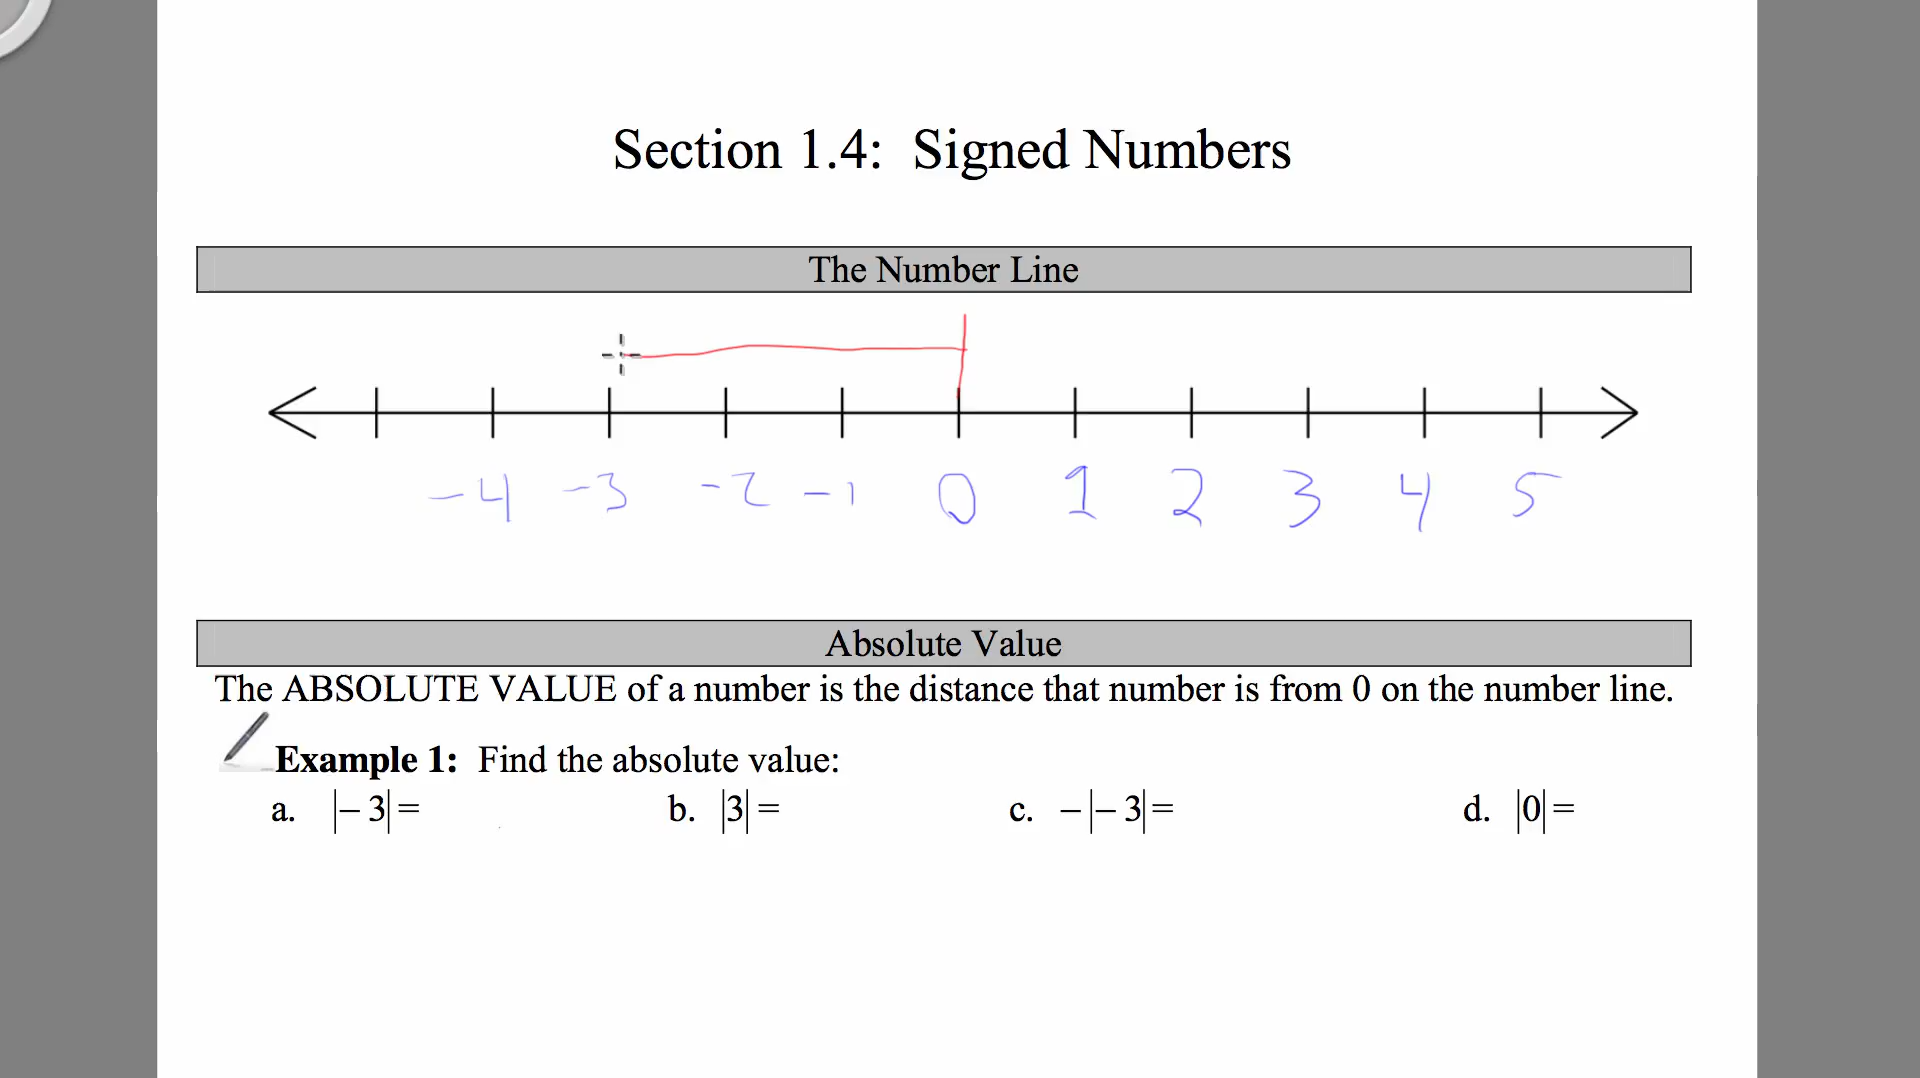 Section 1.4: Signed Numbers
The Number Line
-4 -3 -2 -1 0 1 2 3 4 5
Absolute Value
The ABSOLUTE VALUE of a number is the distance that number is from 0 on the number line.
Example 1: Find the absolute value:
a. |– 3| = b. |3| = c. – |– 3| = d. |0| =